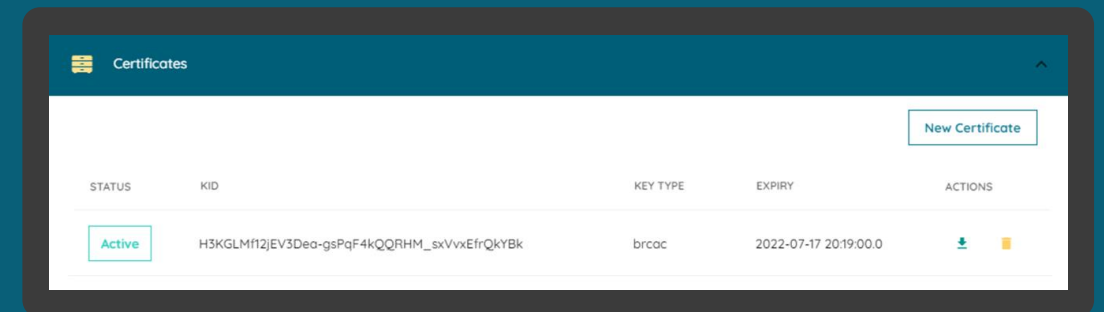 Certificates
New Certificate
STATUS KID KEY TYPE EXPIRY ACTIONS
Active H3KGLMf12jEV3Dea-gsPqF4kQQRHM_sxVvxEfrQkYBk brcac 2022-07-17 20:19:00.0